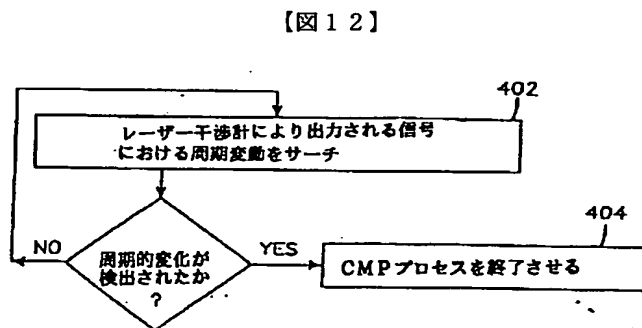 【図12】
402
レーザー干渉計により出力される信号
における周期変動をサーチ
NO
周期的変化が
検出されたか
?
YES
404
CMPプロセスを終了させる